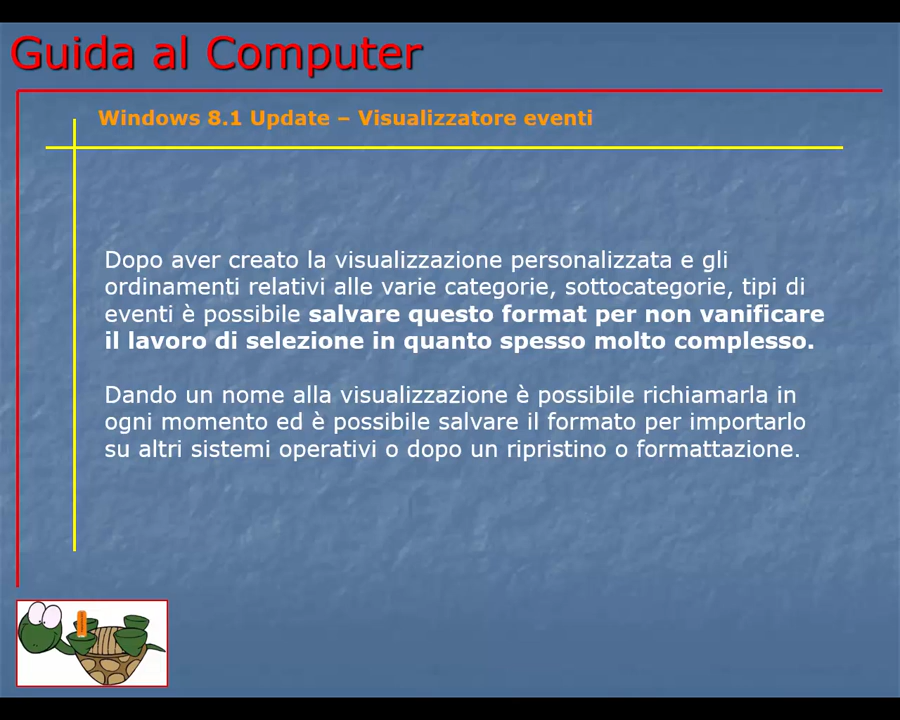 Guida al Computer
Windows 8.1 Update – Visualizzatore eventi
Dopo aver creato la visualizzazione personalizzata e gli
ordinamenti relativi alle varie categorie, sottocategorie, tipi di
eventi è possibile salvare questo format per non vanificare
il lavoro di selezione in quanto spesso molto complesso.
Dando un nome alla visualizzazione è possibile richiamarla in
ogni momento ed è possibile salvare il formato per importarlo
su altri sistemi operativi o dopo un ripristino o formattazione.